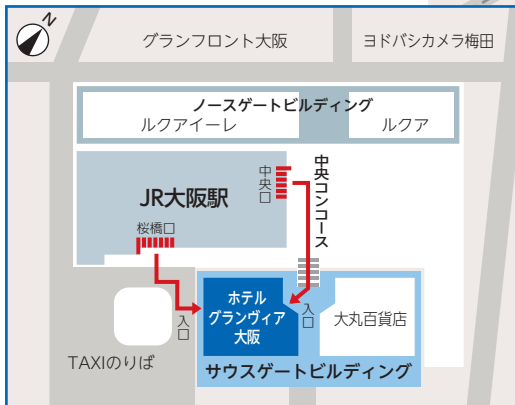 N
グランフロント大阪
ヨドバシカメラ梅田
ノースゲートビルディング
ルクアイーレ
ルクア
中央コンコース
中央口
JR大阪駅
桜橋口
ホテル
グランヴィア
大阪
入口
入口
大丸百貨店
TAXIのりば
サウスゲートビルディング